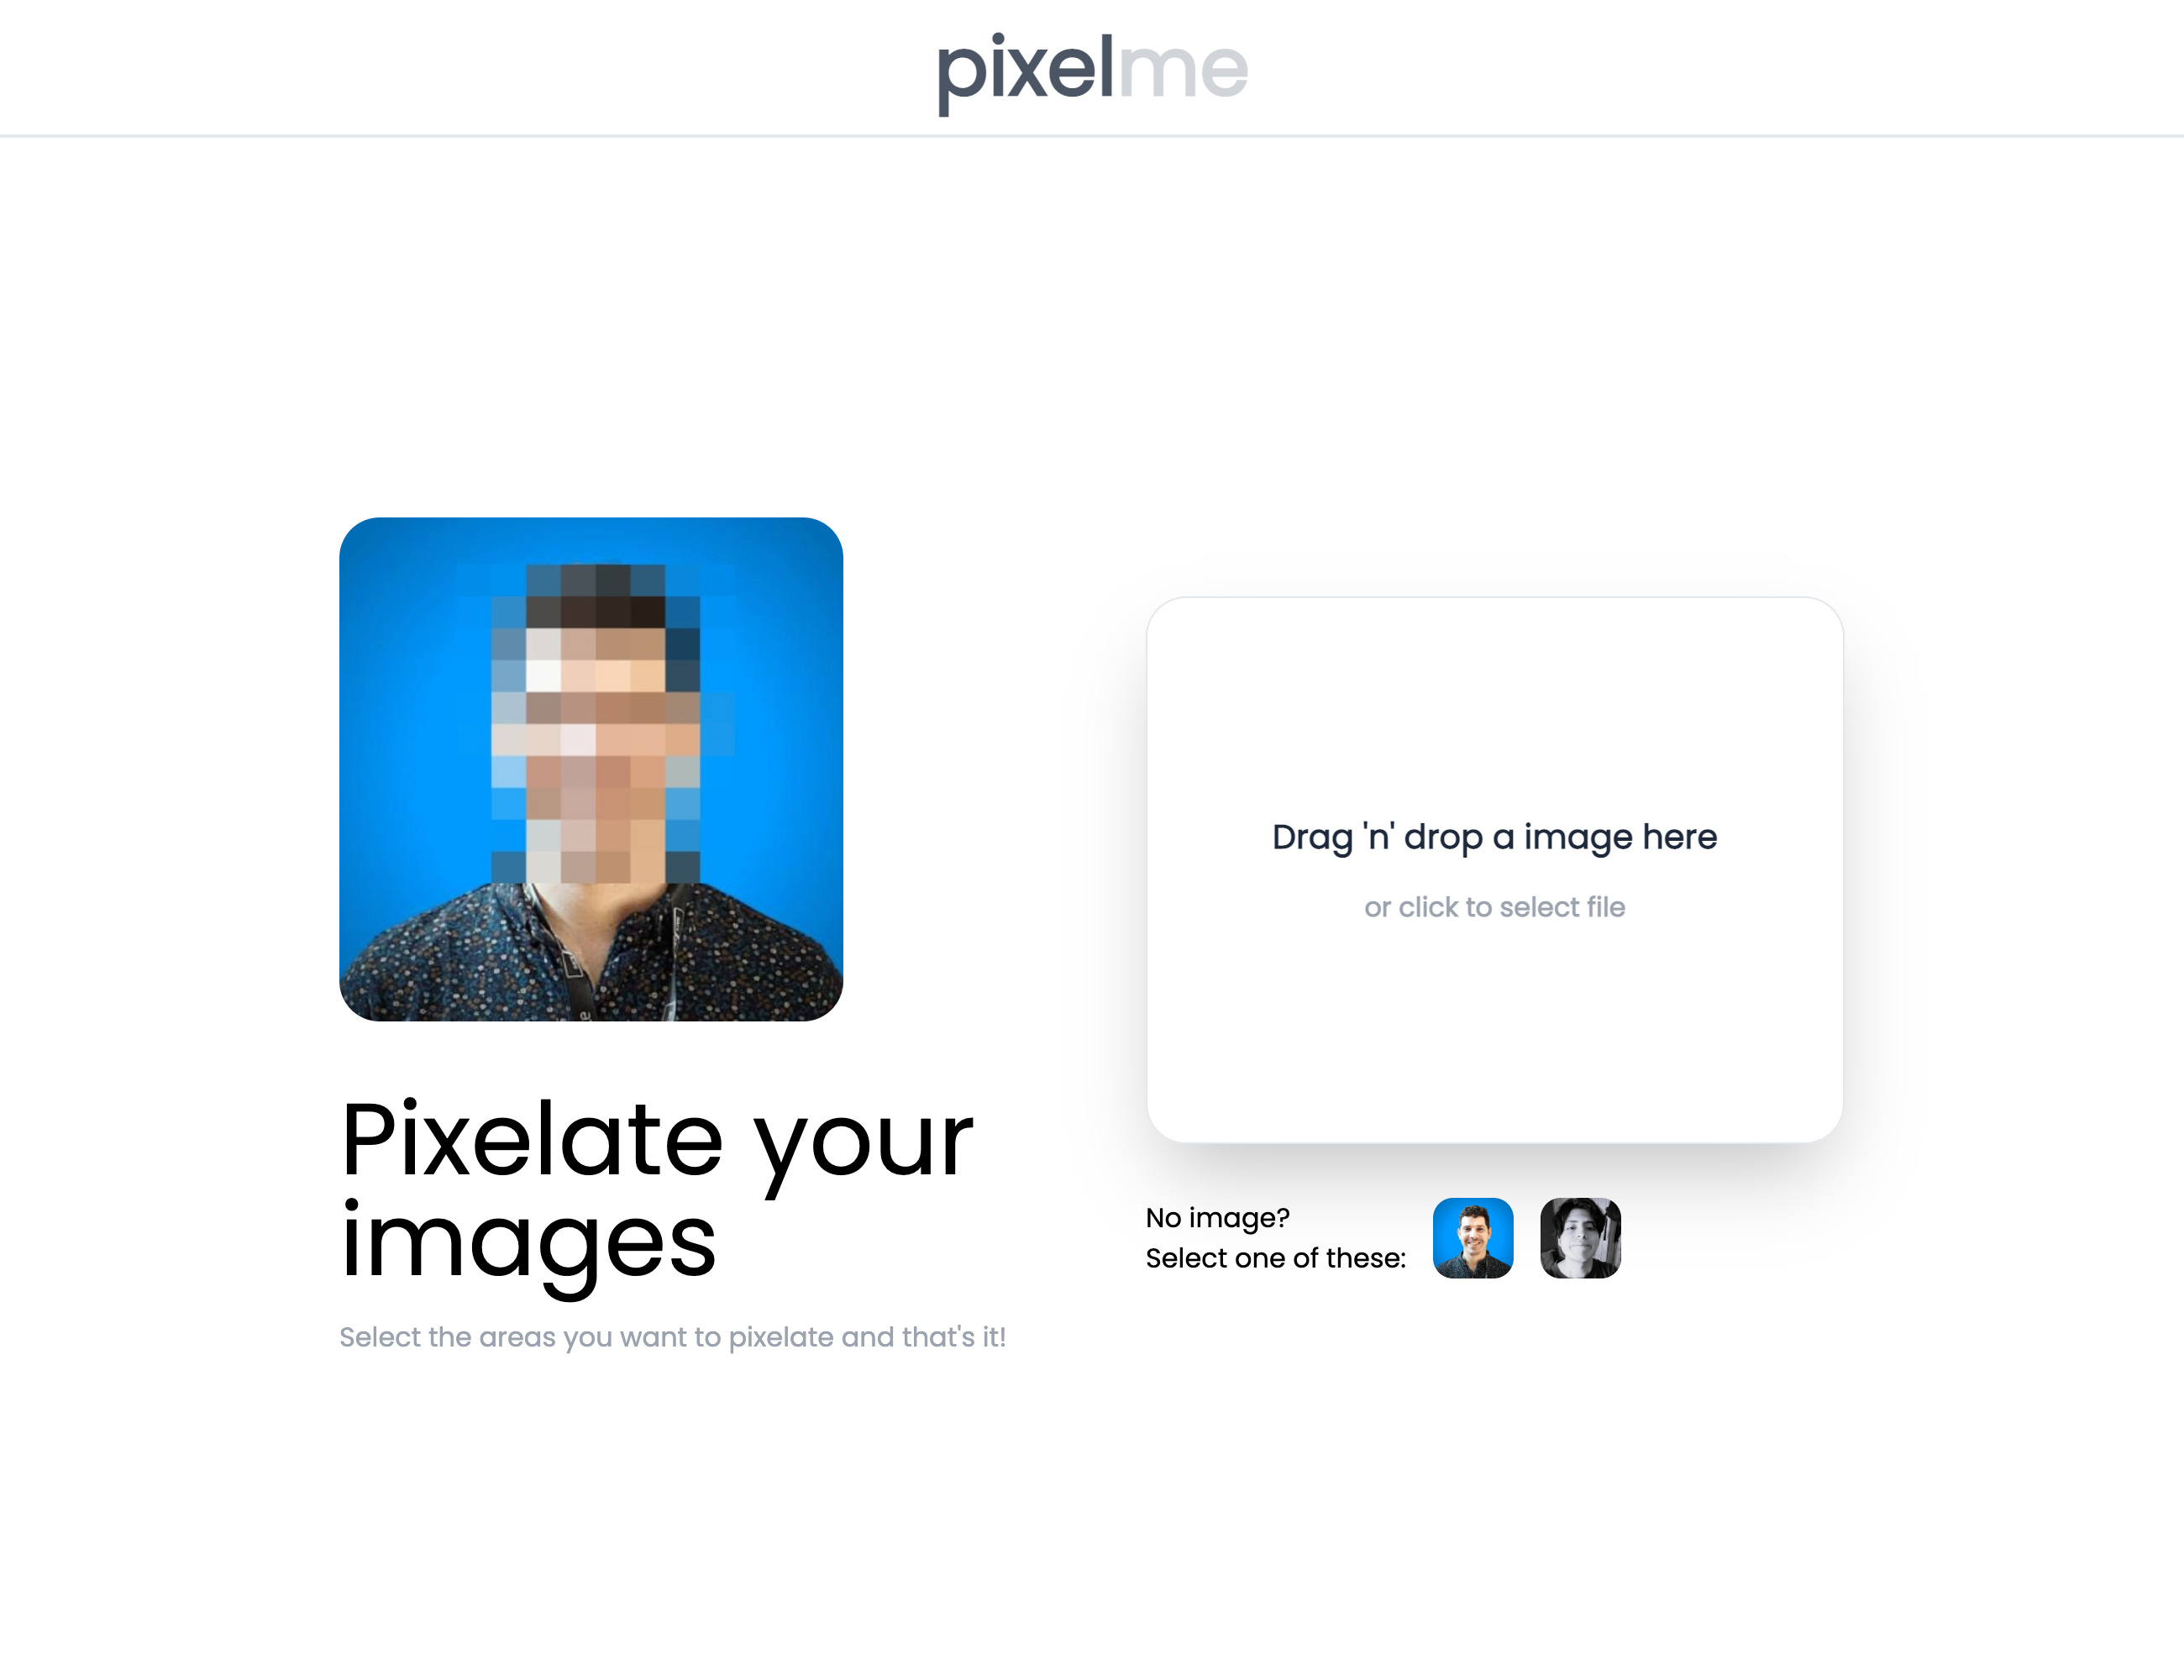 pixelme
Pixelate your
images
Select the areas you want to pixelate and that's it!
Drag 'n' drop a image here
or click to select file
No image?
Select one of these: